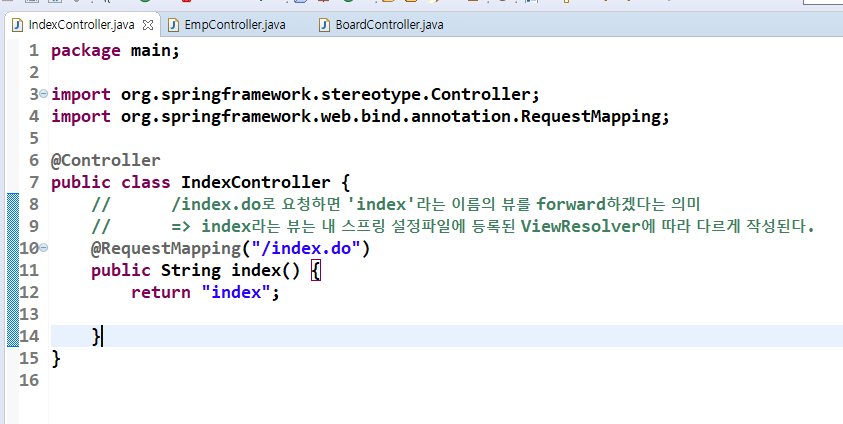 IndexController.java EmpController.java BoardController.java
1 package main;
2
3 import org.springframework.stereotype.Controller;
4 import org.springframework.web.bind.annotation.RequestMapping;
5
6 @Controller
7 public class IndexController {
8 // /index.do로 요청하면 'index'라는 이름의 뷰를 forward하겠다는 의미
9 // => index라는 뷰는 내 스프링 설정파일에 등록된 ViewResolver에 따라 다르게 작성된다.
10 @RequestMapping("/index.do")
11 public String index() {
12 return "index";
13
14 }
15 }
16